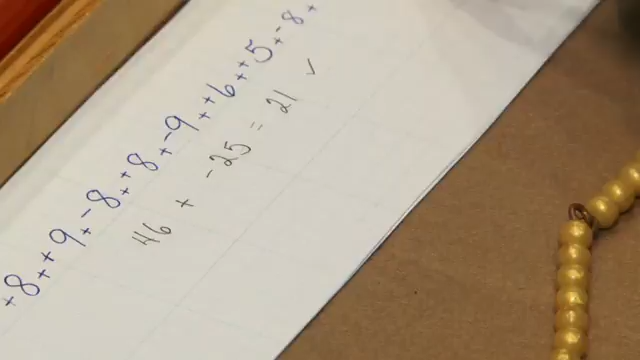 +8 + +9 + -8 + +8 + -9 + +6 + +5 + -8 +
46 + -25 = 21 ✓